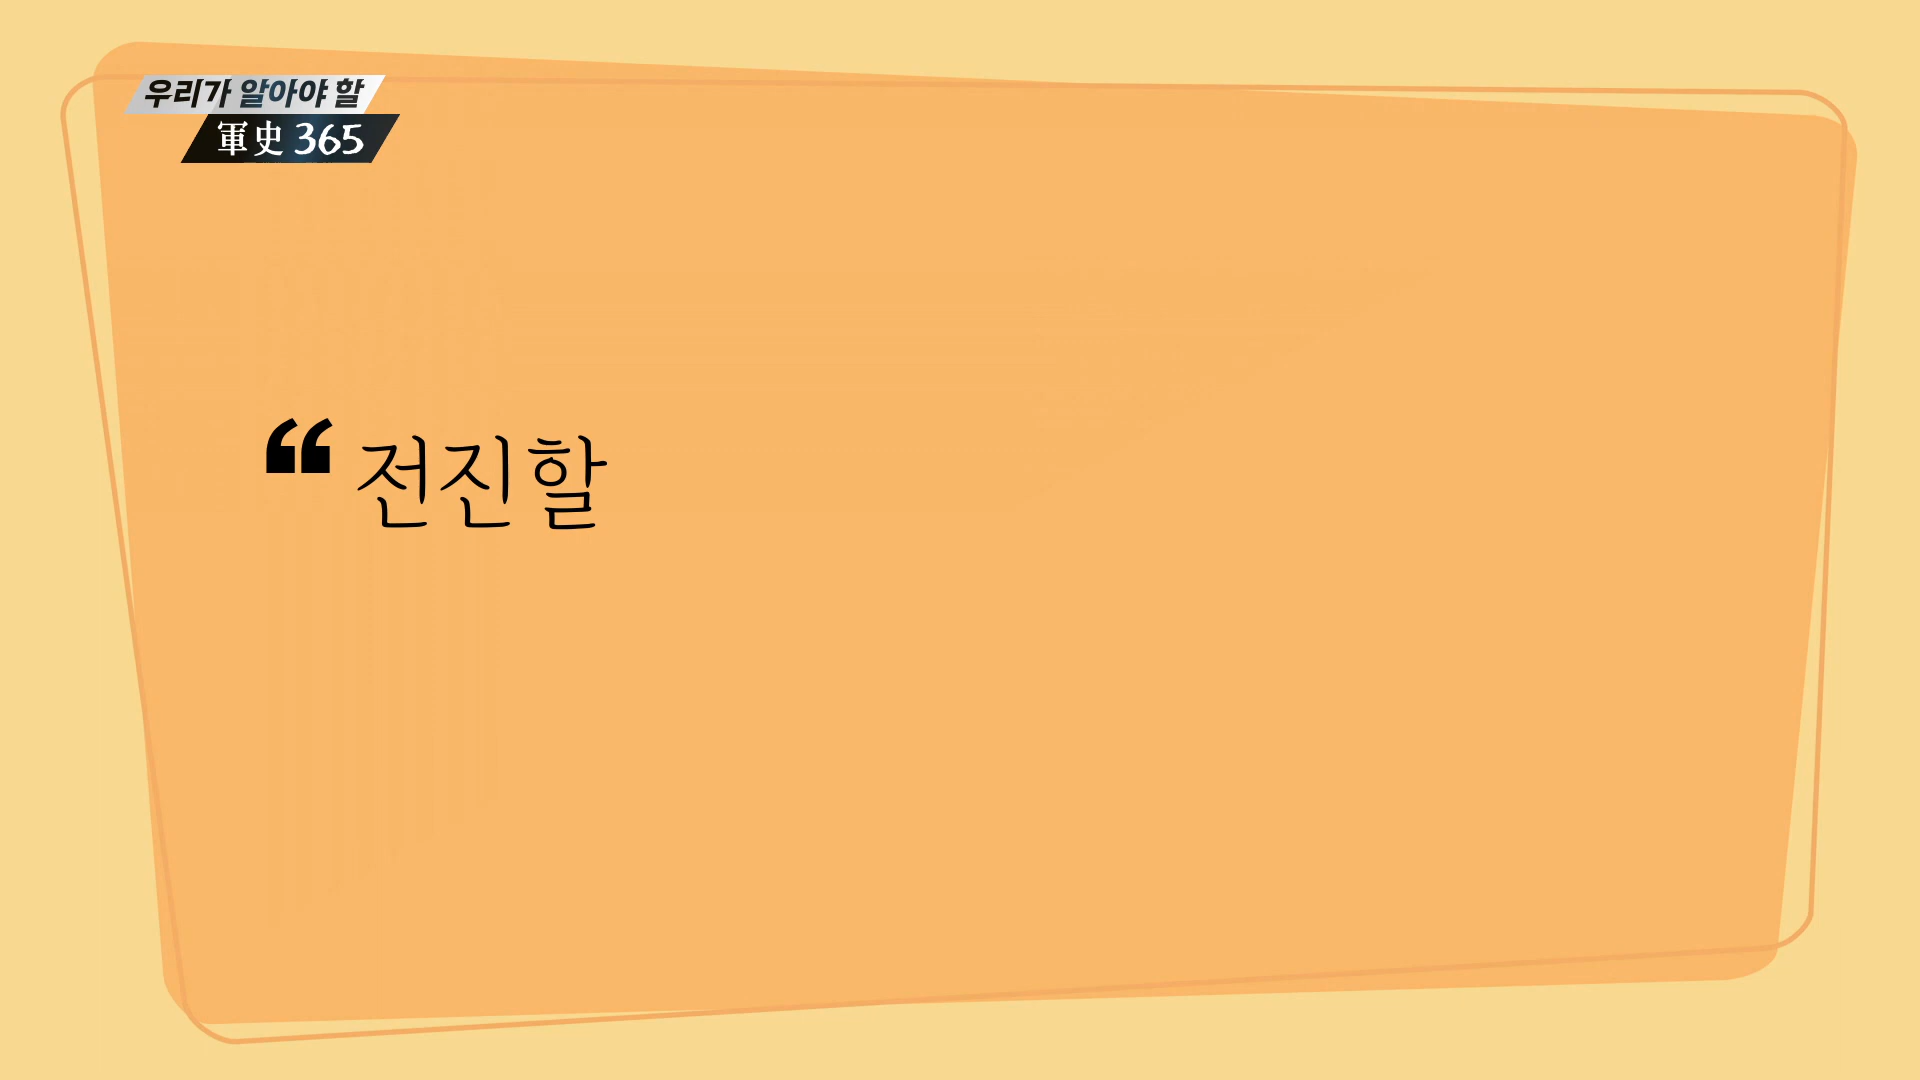 우리가 알아야 할
軍史 365
“ 전진할